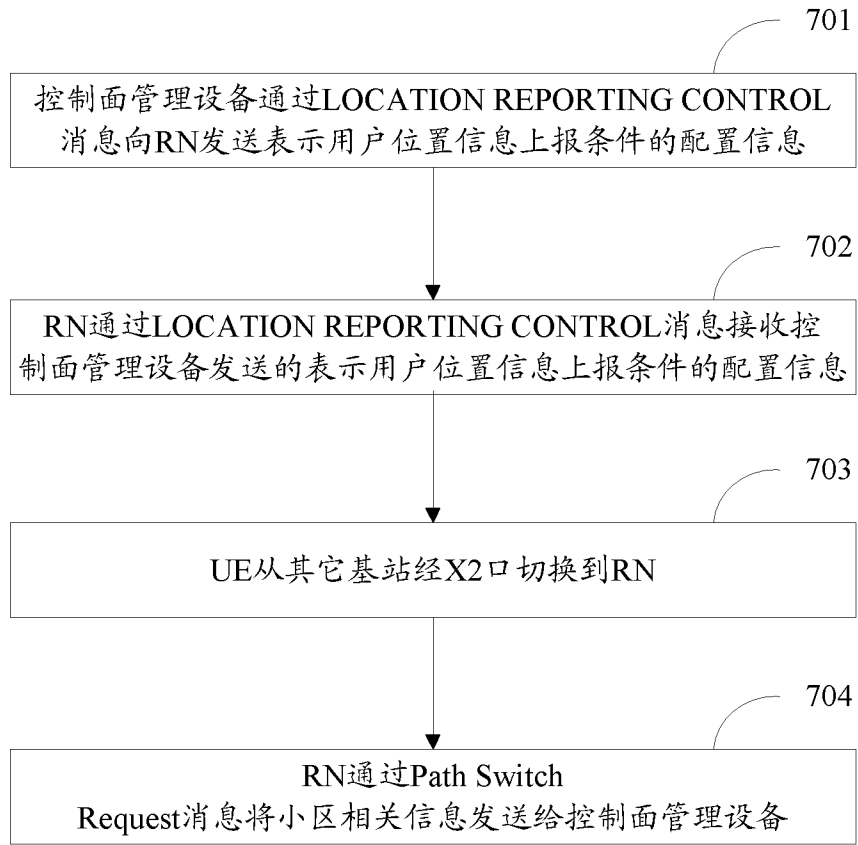 701
控制面管理设备通过LOCATION REPORTING CONTROL
消息向RN发送表示用户位置信息上报条件的配置信息
702
RN通过LOCATION REPORTING CONTROL消息接收控
制面管理设备发送的表示用户位置信息上报条件的配置信息
703
UE从其它基站经X2口切换到RN
704
RN通过Path Switch
Request消息将小区相关信息发送给控制面管理设备